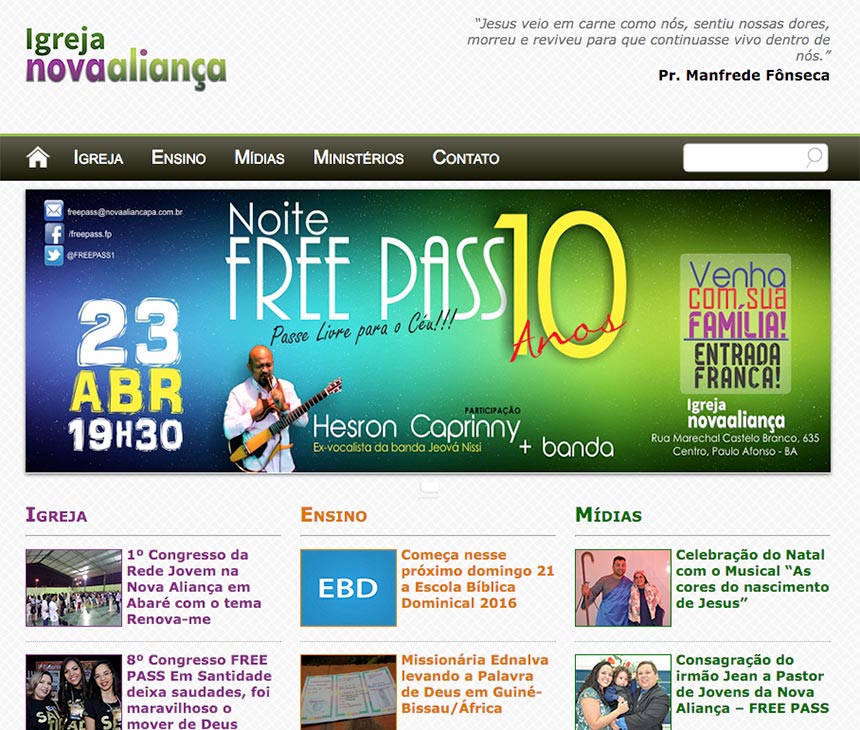 Igreja
novaaliança
“Jesus veio em carne como nós, sentiu nossas dores,
morreu e reviveu para que continuasse vivo dentro de
nós.”
Pr. Manfrede Fônseca
Igreja Ensino Mídias Ministérios Contato
freepass@novaaliancapa.com.br
/freepass.fp
@FREEPASS1
Noite
FREE PASS 10
Anos
Passe Livre para o Céu!!!
23
ABR
19H30
PARTICIPAÇÃO
Hesron Caprinny
Ex-vocalista da banda Jeová Nissi
+ banda
Venha
com sua
FAMÍLIA!
ENTRADA
FRANCA!
Igreja
novaaliança
Rua Marechal Castelo Branco, 635
Centro, Paulo Afonso - BA
Igreja
1º Congresso da
Rede Jovem na
Nova Aliança em
Abaré com o tema
Renova-me
8º Congresso FREE
PASS Em Santidade
deixa saudades, foi
maravilhoso o
mover de Deus
Ensino
EBD
Começa nesse
próximo domingo 21
a Escola Bíblica
Dominical 2016
Missionária Ednalva
levando a Palavra
de Deus em Guiné-
Bissau/África
Mídias
Celebração do Natal
com o Musical “As
cores do nascimento
de Jesus”
Consagração do
irmão Jean a Pastor
de Jovens da Nova
Aliança – FREE PASS